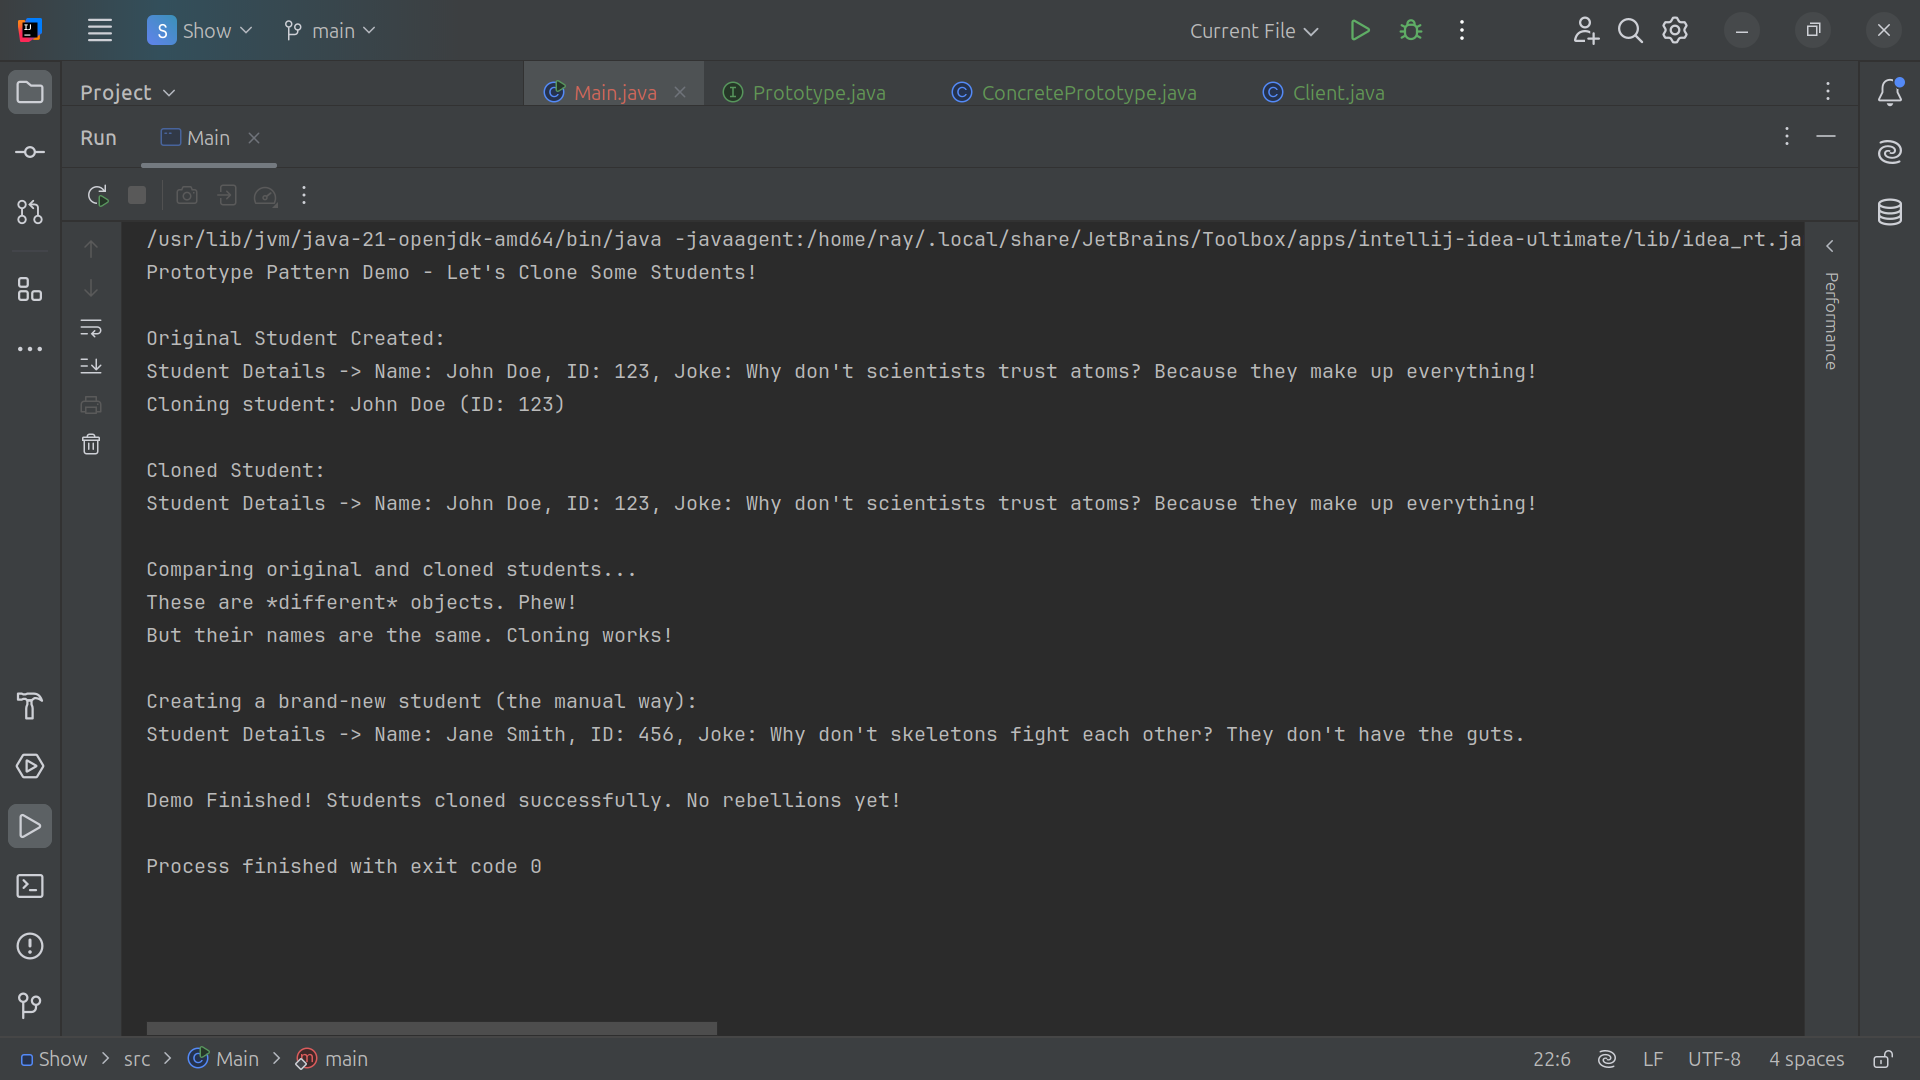 S Show main Current File
Project Main.java Prototype.java ConcretePrototype.java Client.java
Run Main
/usr/lib/jvm/java-21-openjdk-amd64/bin/java -javaagent:/home/ray/.local/share/JetBrains/Toolbox/apps/intellij-idea-ultimate/lib/idea_rt.ja
Prototype Pattern Demo - Let's Clone Some Students!
Original Student Created:
Student Details -> Name: John Doe, ID: 123, Joke: Why don't scientists trust atoms? Because they make up everything!
Cloning student: John Doe (ID: 123)
Cloned Student:
Student Details -> Name: John Doe, ID: 123, Joke: Why don't scientists trust atoms? Because they make up everything!
Comparing original and cloned students...
These are *different* objects. Phew!
But their names are the same. Cloning works!
Creating a brand-new student (the manual way):
Student Details -> Name: Jane Smith, ID: 456, Joke: Why don't skeletons fight each other? They don't have the guts.
Demo Finished! Students cloned successfully. No rebellions yet!
Process finished with exit code 0
Performance
Show > src > Main > main 22:6 LF UTF-8 4 spaces